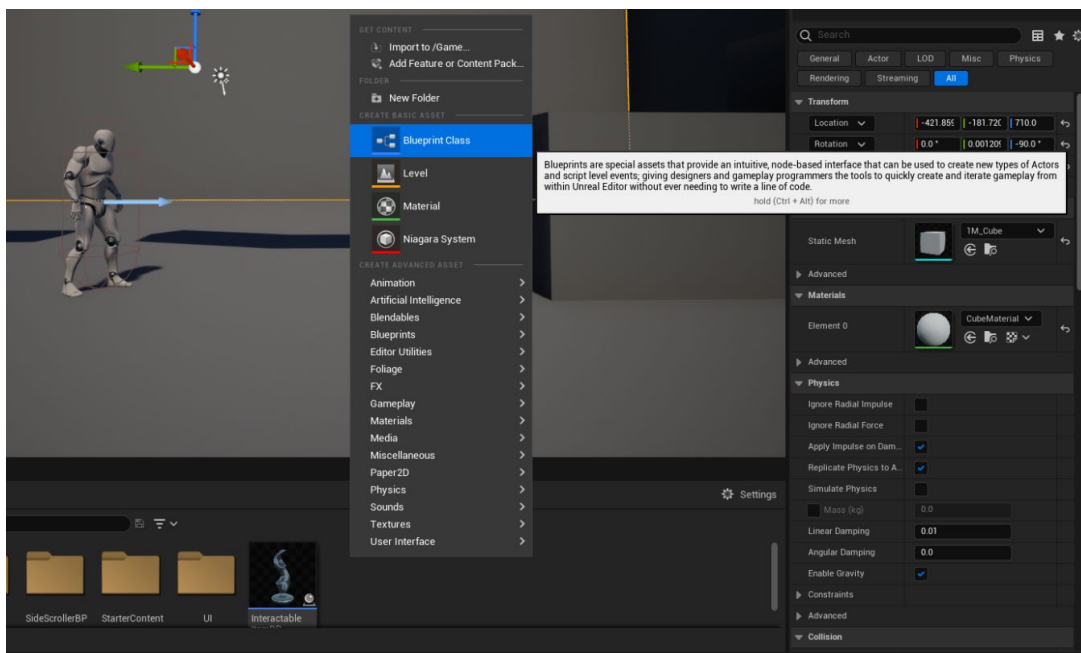 GET CONTENT
Import to /Game...
Add Feature or Content Pack...
FOLDER
New Folder
CREATE BASIC ASSET
Blueprint Class
Level
Material
Niagara System
CREATE ADVANCED ASSET
Animation
Artificial Intelligence
Blendables
Blueprints
Editor Utilities
Foliage
FX
Gameplay
Materials
Media
Miscellaneous
Paper2D
Physics
Sounds
Textures
User Interface
Blueprints are special assets that provide an intuitive, node-based interface that can be used to create new types of Actors
and script level events; giving designers and gameplay programmers the tools to quickly create and iterate gameplay from
within Unreal Editor without ever needing to write a line of code.
hold (Ctrl + Alt) for more
Search
General Actor LOD Misc Physics
Rendering Streaming All
Transform
Location -421.859 -181.720 710.0
Rotation 0.0° 0.001209 -90.0°
Static Mesh 1M_Cube
Advanced
Materials
Element 0 CubeMaterial
Advanced
Physics
Ignore Radial Impulse
Ignore Radial Force
Apply Impulse on Dam...
Replicate Physics to A...
Simulate Physics
Mass (kg) 0.0
Linear Damping 0.01
Angular Damping 0.0
Enable Gravity
Constraints
Advanced
Collision
Settings
SideScrollerBP StarterContent UI Interactable